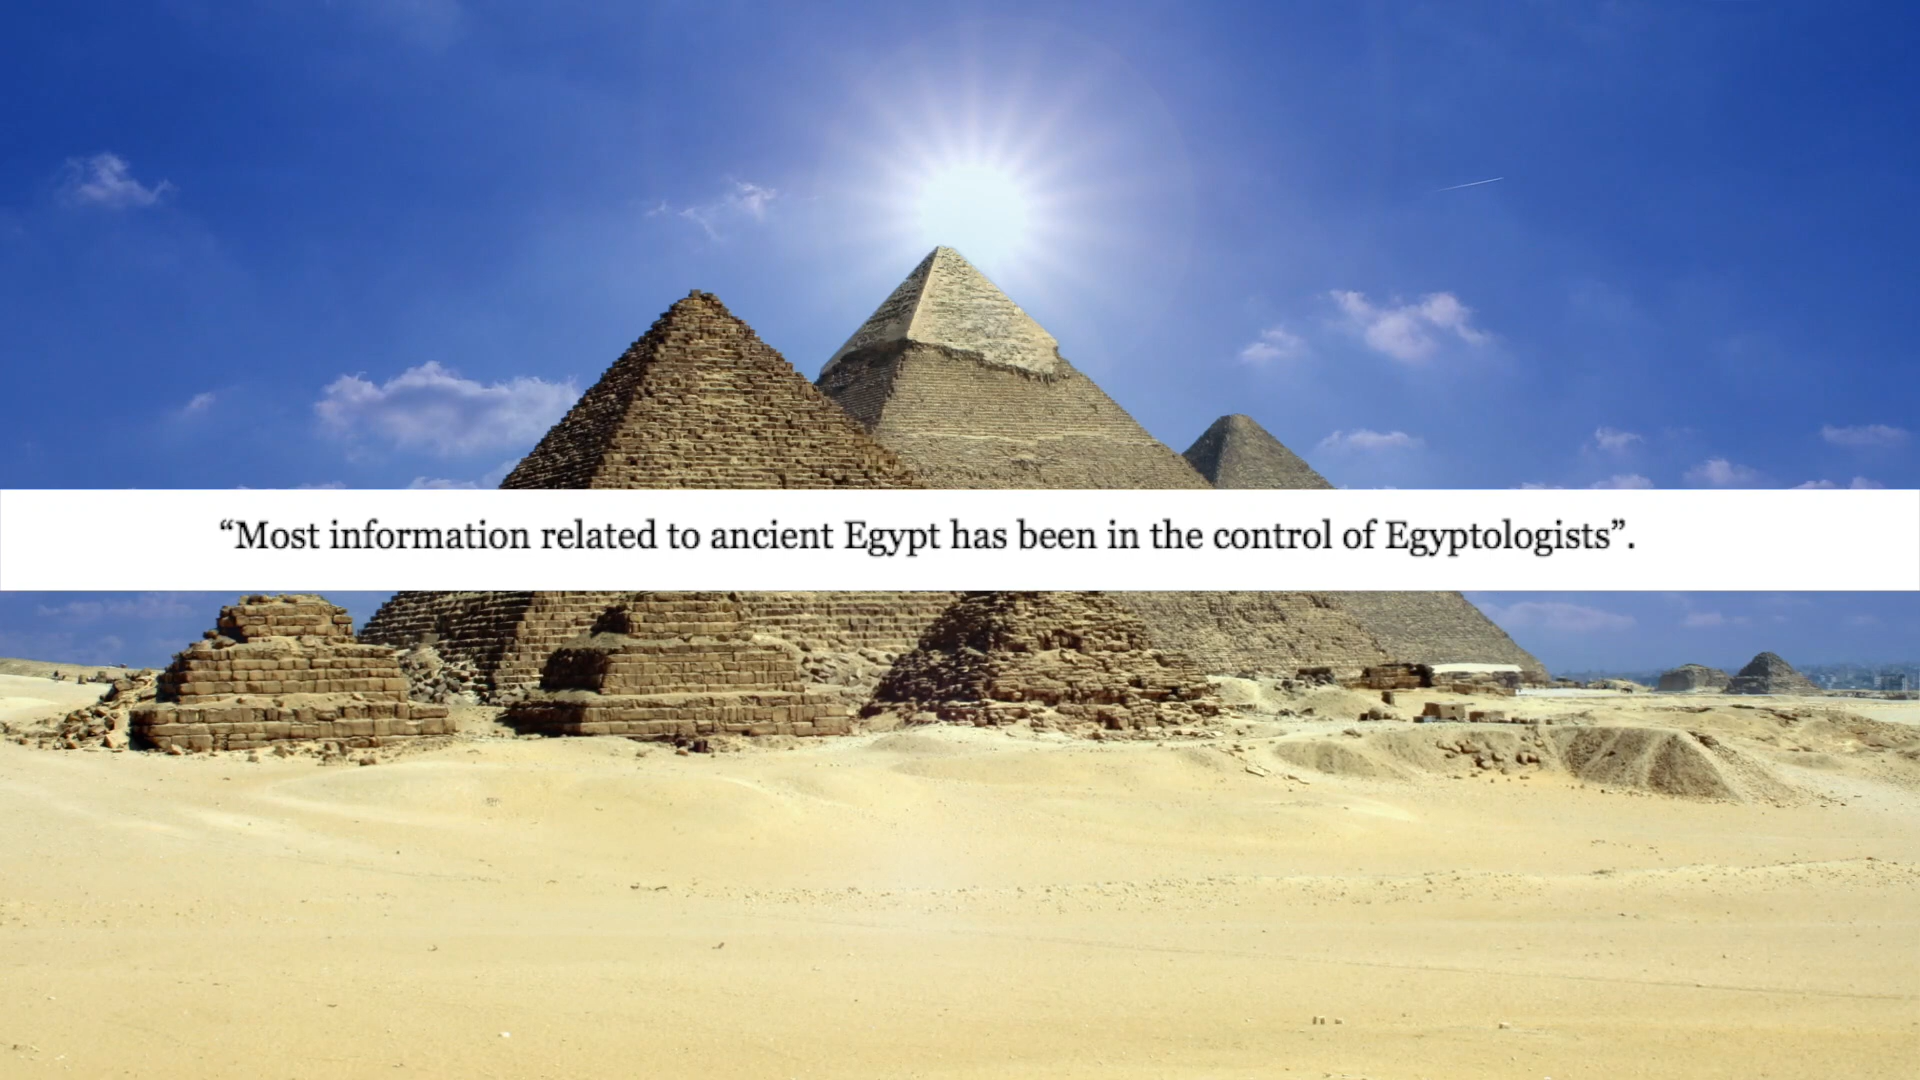 “Most information related to ancient Egypt has been in the control of Egyptologists”.